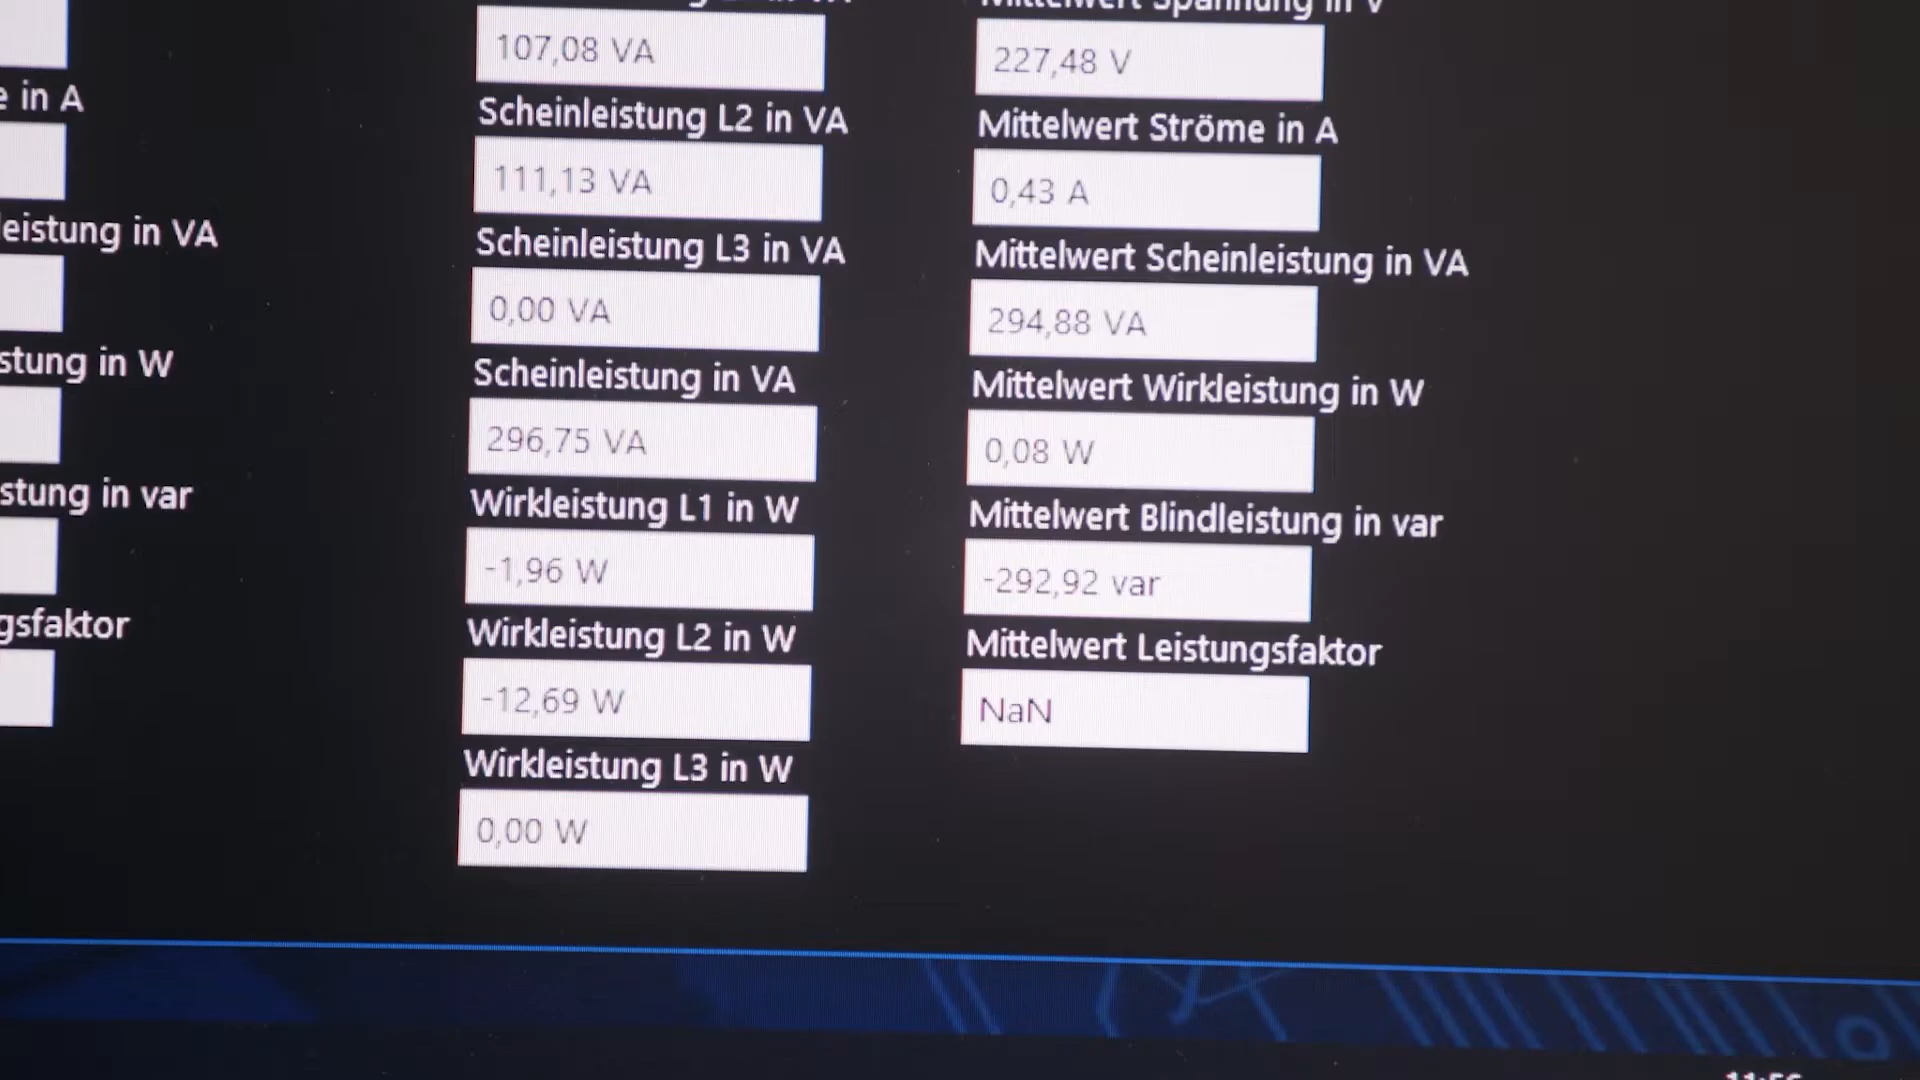 in A
leistung in VA
stung in W
stung in var
gsfaktor
107,08 VA
Scheinleistung L2 in VA
111,13 VA
Scheinleistung L3 in VA
0,00 VA
Scheinleistung in VA
296,75 VA
Wirkleistung L1 in W
-1,96 W
Wirkleistung L2 in W
-12,69 W
Wirkleistung L3 in W
0,00 W
Mittelwert Spannung in V
227,48 V
Mittelwert Ströme in A
0,43 A
Mittelwert Scheinleistung in VA
294,88 VA
Mittelwert Wirkleistung in W
0,08 W
Mittelwert Blindleistung in var
-292,92 var
Mittelwert Leistungsfaktor
NaN